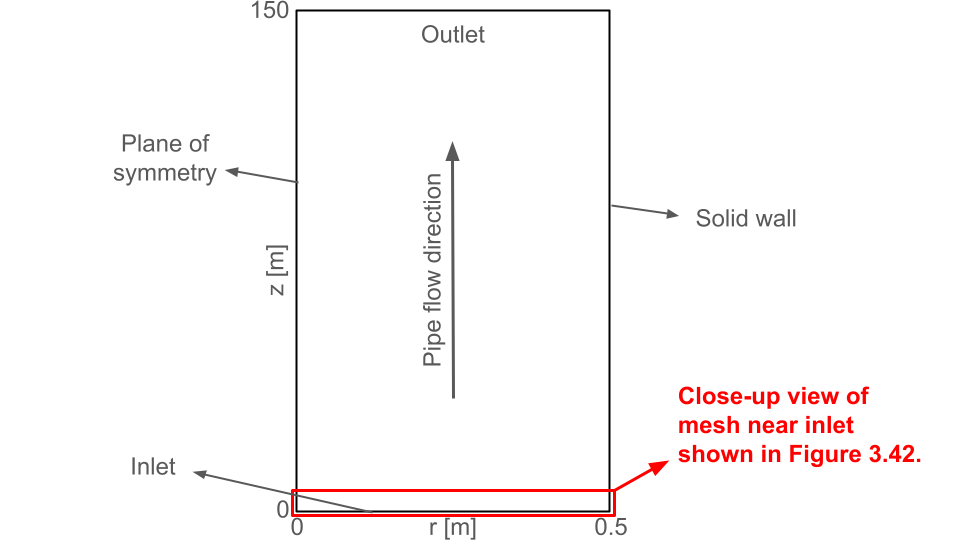 150
Outlet
Plane of
symmetry
Solid wall
z [m]
Pipe flow direction
Close-up view of
mesh near inlet
shown in Figure 3.42.
Inlet
0
0
r [m]
0.5